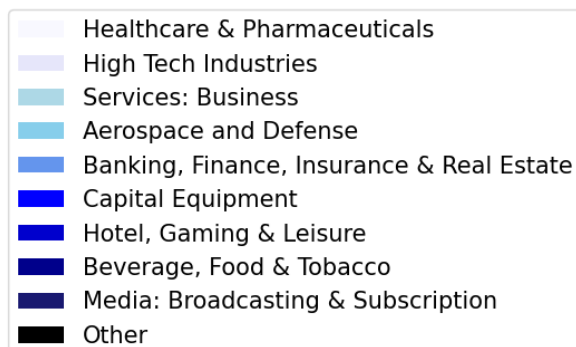 Healthcare & Pharmaceuticals
High Tech Industries
Services: Business
Aerospace and Defense
Banking, Finance, Insurance & Real Estate
Capital Equipment
Hotel, Gaming & Leisure
Beverage, Food & Tobacco
Media: Broadcasting & Subscription
Other